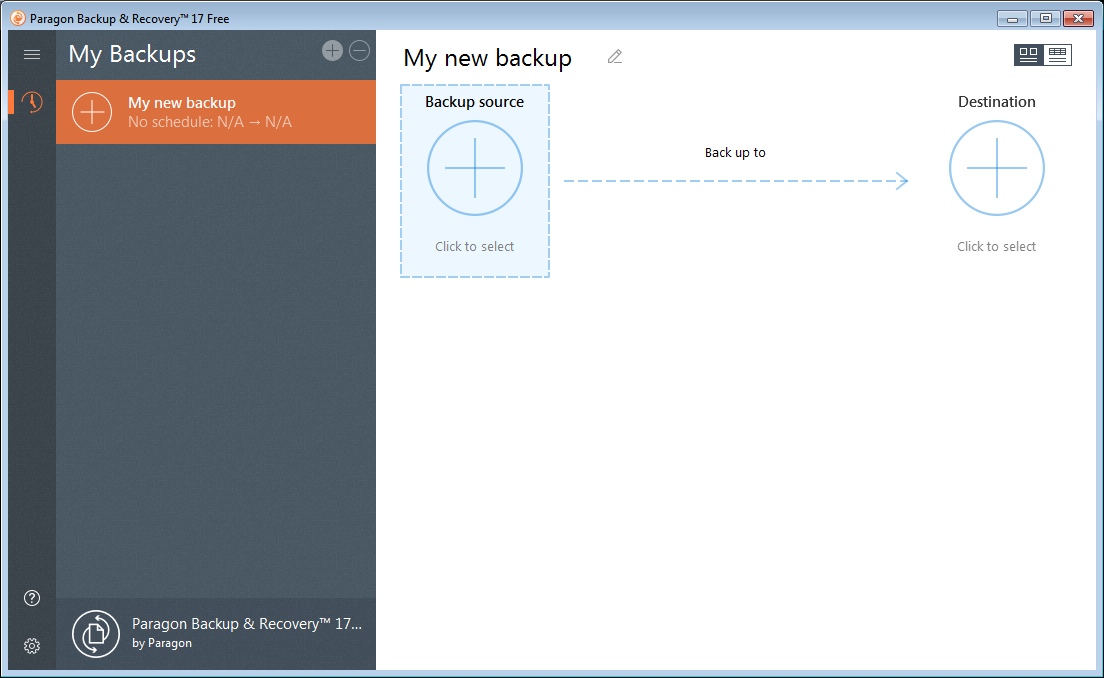 Paragon Backup & Recovery™ 17 Free
My Backups
My new backup
No schedule: N/A → N/A
My new backup
Backup source
Click to select
Back up to
Destination
Click to select
Paragon Backup & Recovery™ 17...
by Paragon